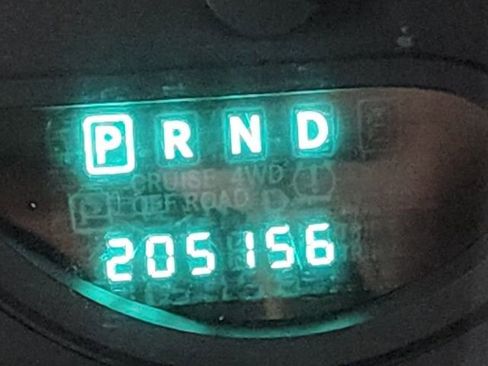 P R N D
CRUISE 4WD
OFF ROAD
205156